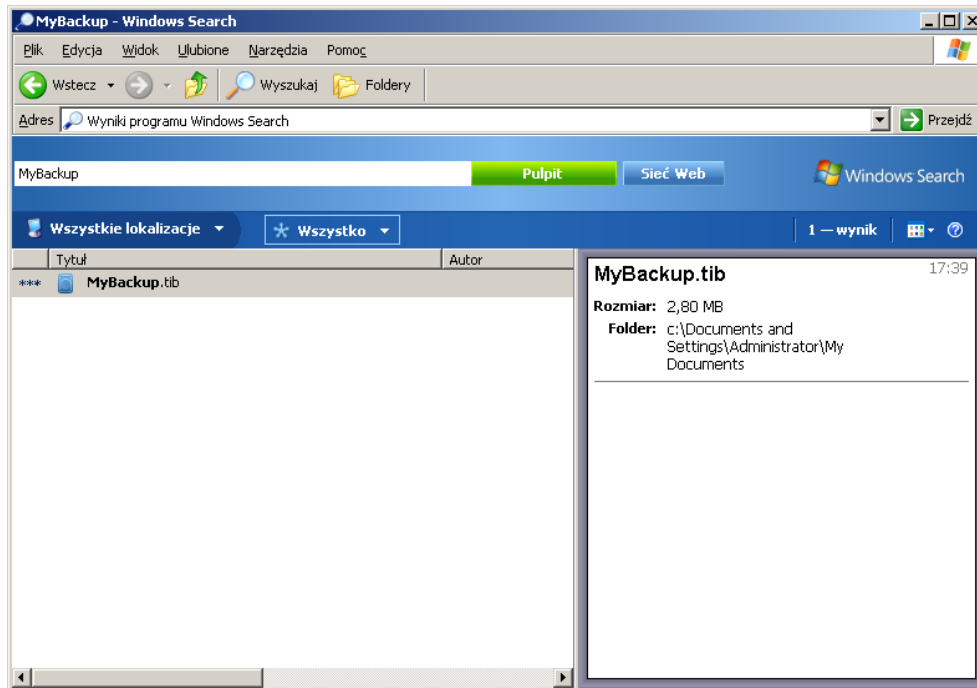 MyBackup - Windows Search
Plik Edycja Widok Ulubione Narzędzia Pomoc
Wstecz Wyszukaj Foldery
Adres Wyniki programu Windows Search Przejdź
MyBackup Pulpit Sieć Web Windows Search
Wszystkie lokalizacje Wszystko 1 — wynik
Tytuł Autor
*** MyBackup.tib
MyBackup.tib 17:39
Rozmiar: 2,80 MB
Folder: c:\Documents and
Settings\Administrator\My
Documents